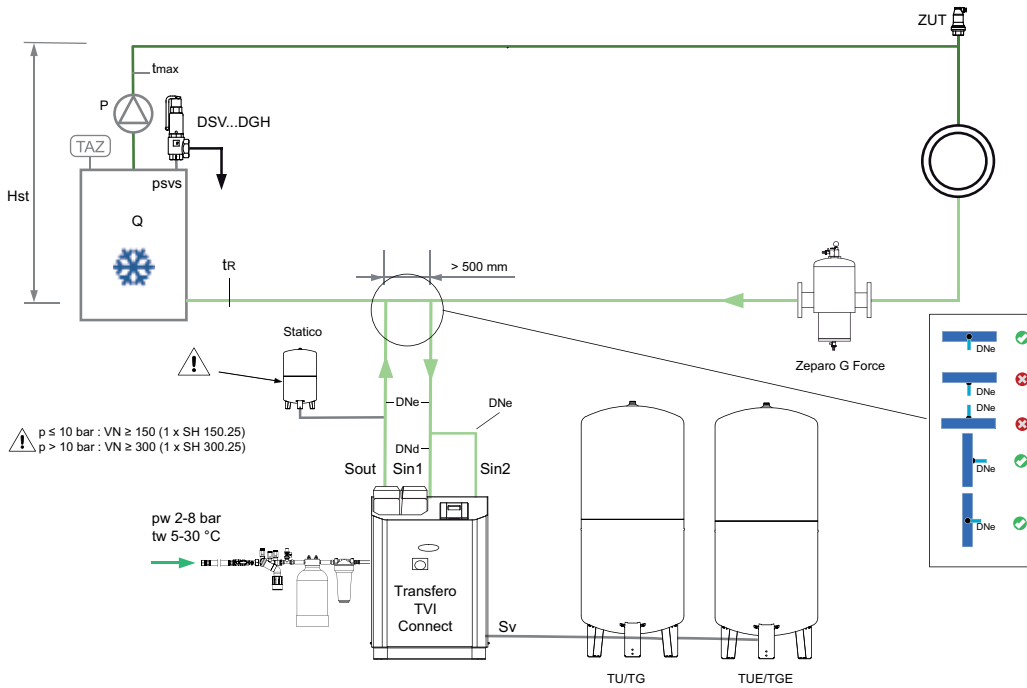 ZUT
tmax
P
DSV...DGH
TAZ
psvs
Hst
Q
tR
> 500 mm
Statico
Zeparo G Force
DNe
DNe
DNe
DNe
DNe
DNe
DNe
DNd
p ≤ 10 bar : VN ≥ 150 (1 x SH 150.25)
p > 10 bar : VN ≥ 300 (1 x SH 300.25)
Sout
Sin1
Sin2
pw 2-8 bar
tw 5-30 °C
Transfero
TVI
Connect
Sv
TU/TG
TUE/TGE